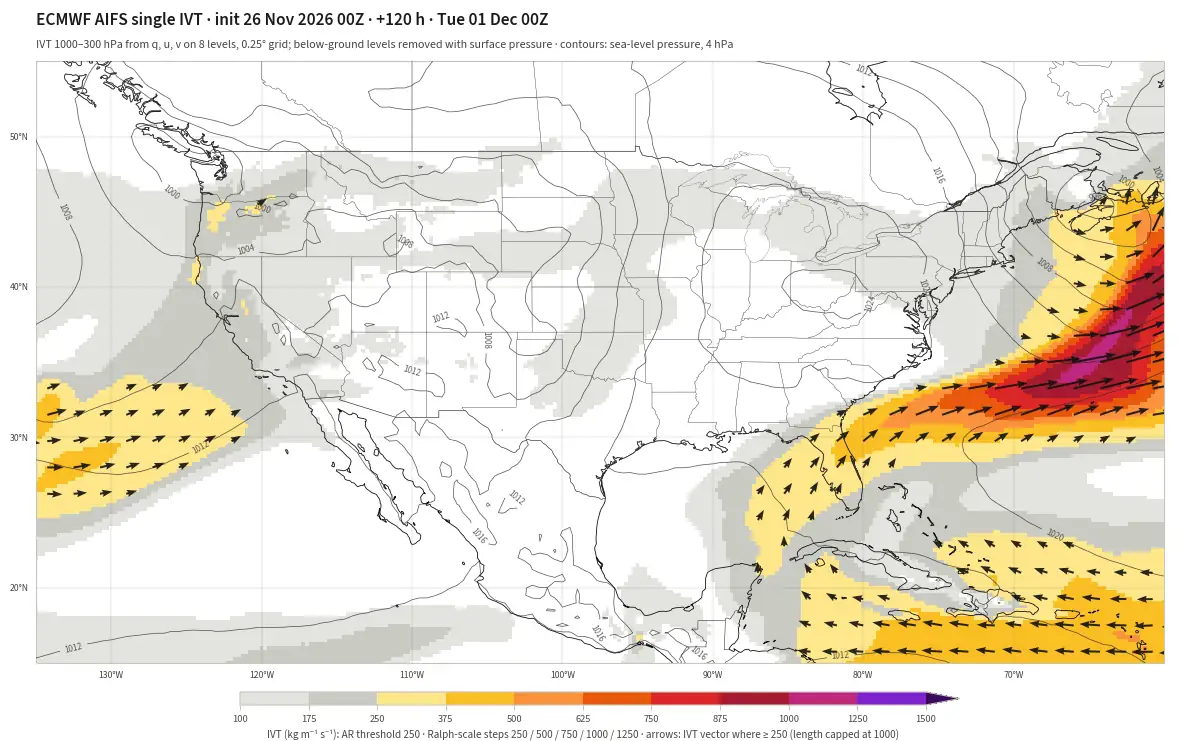 ECMWF AIFS single IVT · init 26 Nov 2026 00Z · +120 h · Tue 01 Dec 00Z
IVT 1000–300 hPa from q, u, v on 8 levels, 0.25° grid; below-ground levels removed with surface pressure · contours: sea-level pressure, 4 hPa
1012
50°N
1016
1000
1000
1008
1000
1004
1008
1008
40°N
1024
1012
1008
1012
30°N
1012
1012
1016
1020
20°N
1016
1012
1016
1012
130°W 120°W 110°W 100°W 90°W 80°W 70°W
100 175 250 375 500 625 750 875 1000 1250 1500
IVT (kg m⁻¹ s⁻¹): AR threshold 250 · Ralph-scale steps 250 / 500 / 750 / 1000 / 1250 · arrows: IVT vector where ≥ 250 (length capped at 1000)